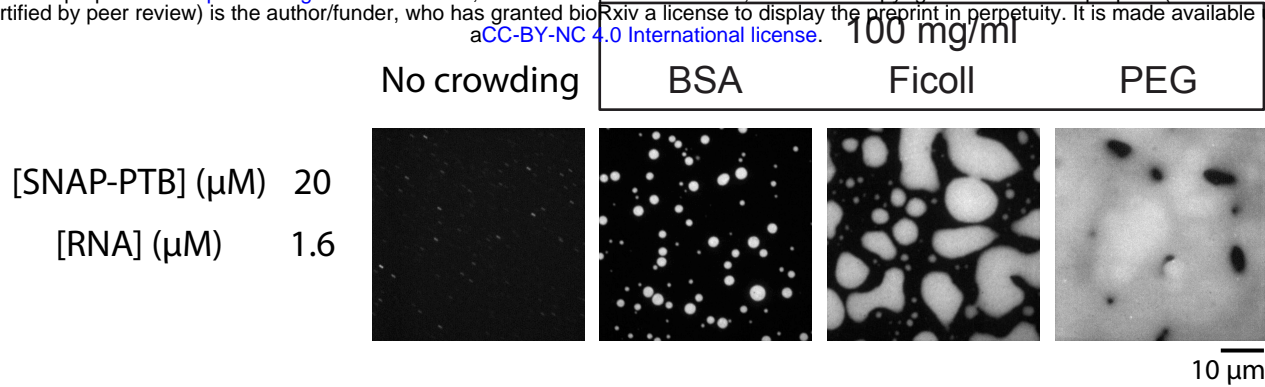 rtified by peer review) is the author/funder, who has granted bioRxiv a license to display the preprint in perpetuity. It is made available
aCC-BY-NC 4.0 International license.
100 mg/ml
No crowding BSA Ficoll PEG
[SNAP-PTB] (μM) 20
[RNA] (μM) 1.6
10 μm